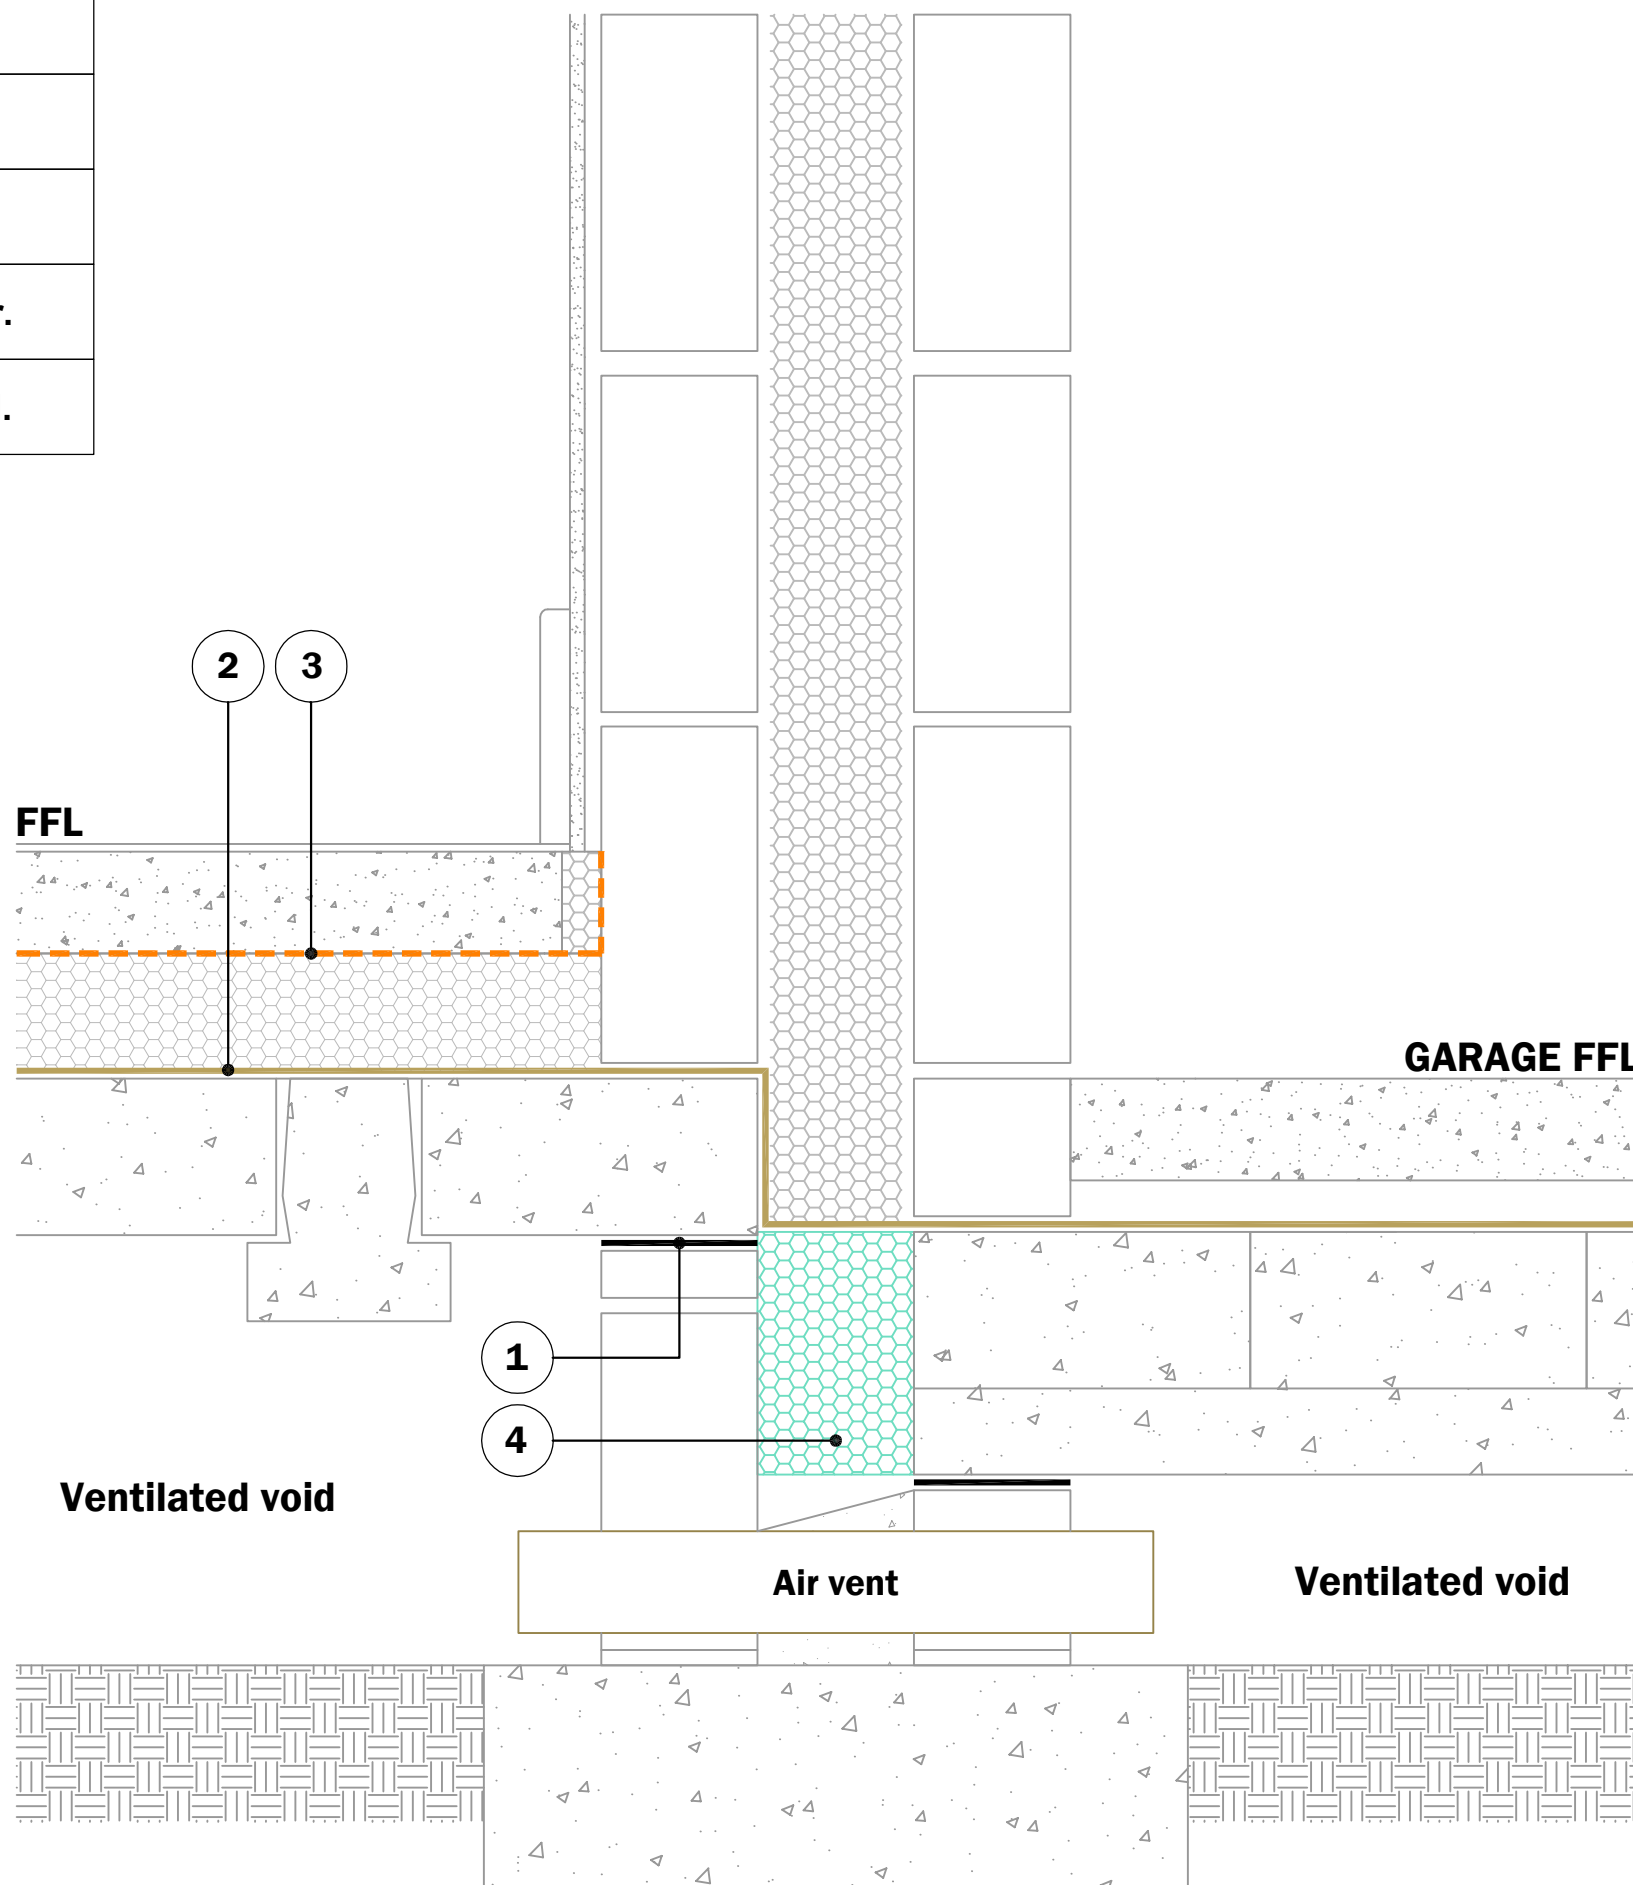 2 3
FFL
GARAGE FFL
1
4
Ventilated void
Air vent
Ventilated void